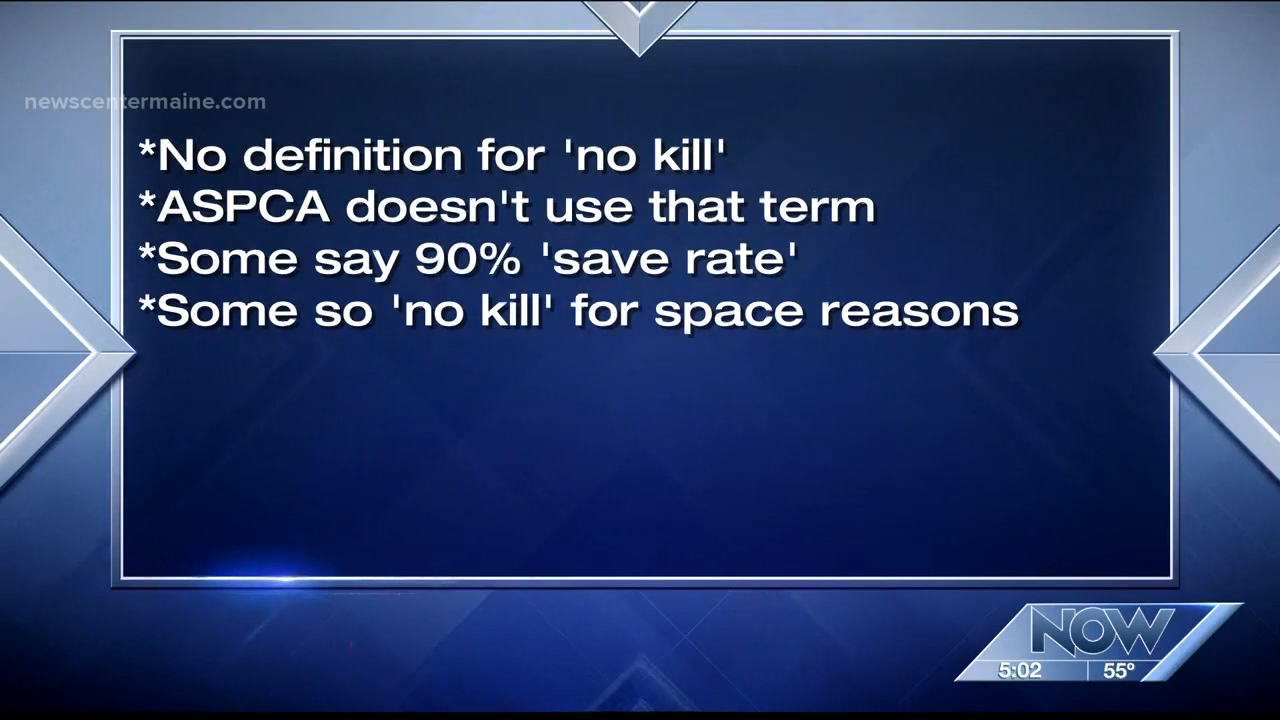 newscentermaine.com
*No definition for 'no kill'
*ASPCA doesn't use that term
*Some say 90% 'save rate'
*Some so 'no kill' for space reasons
NOW
5:02 55°